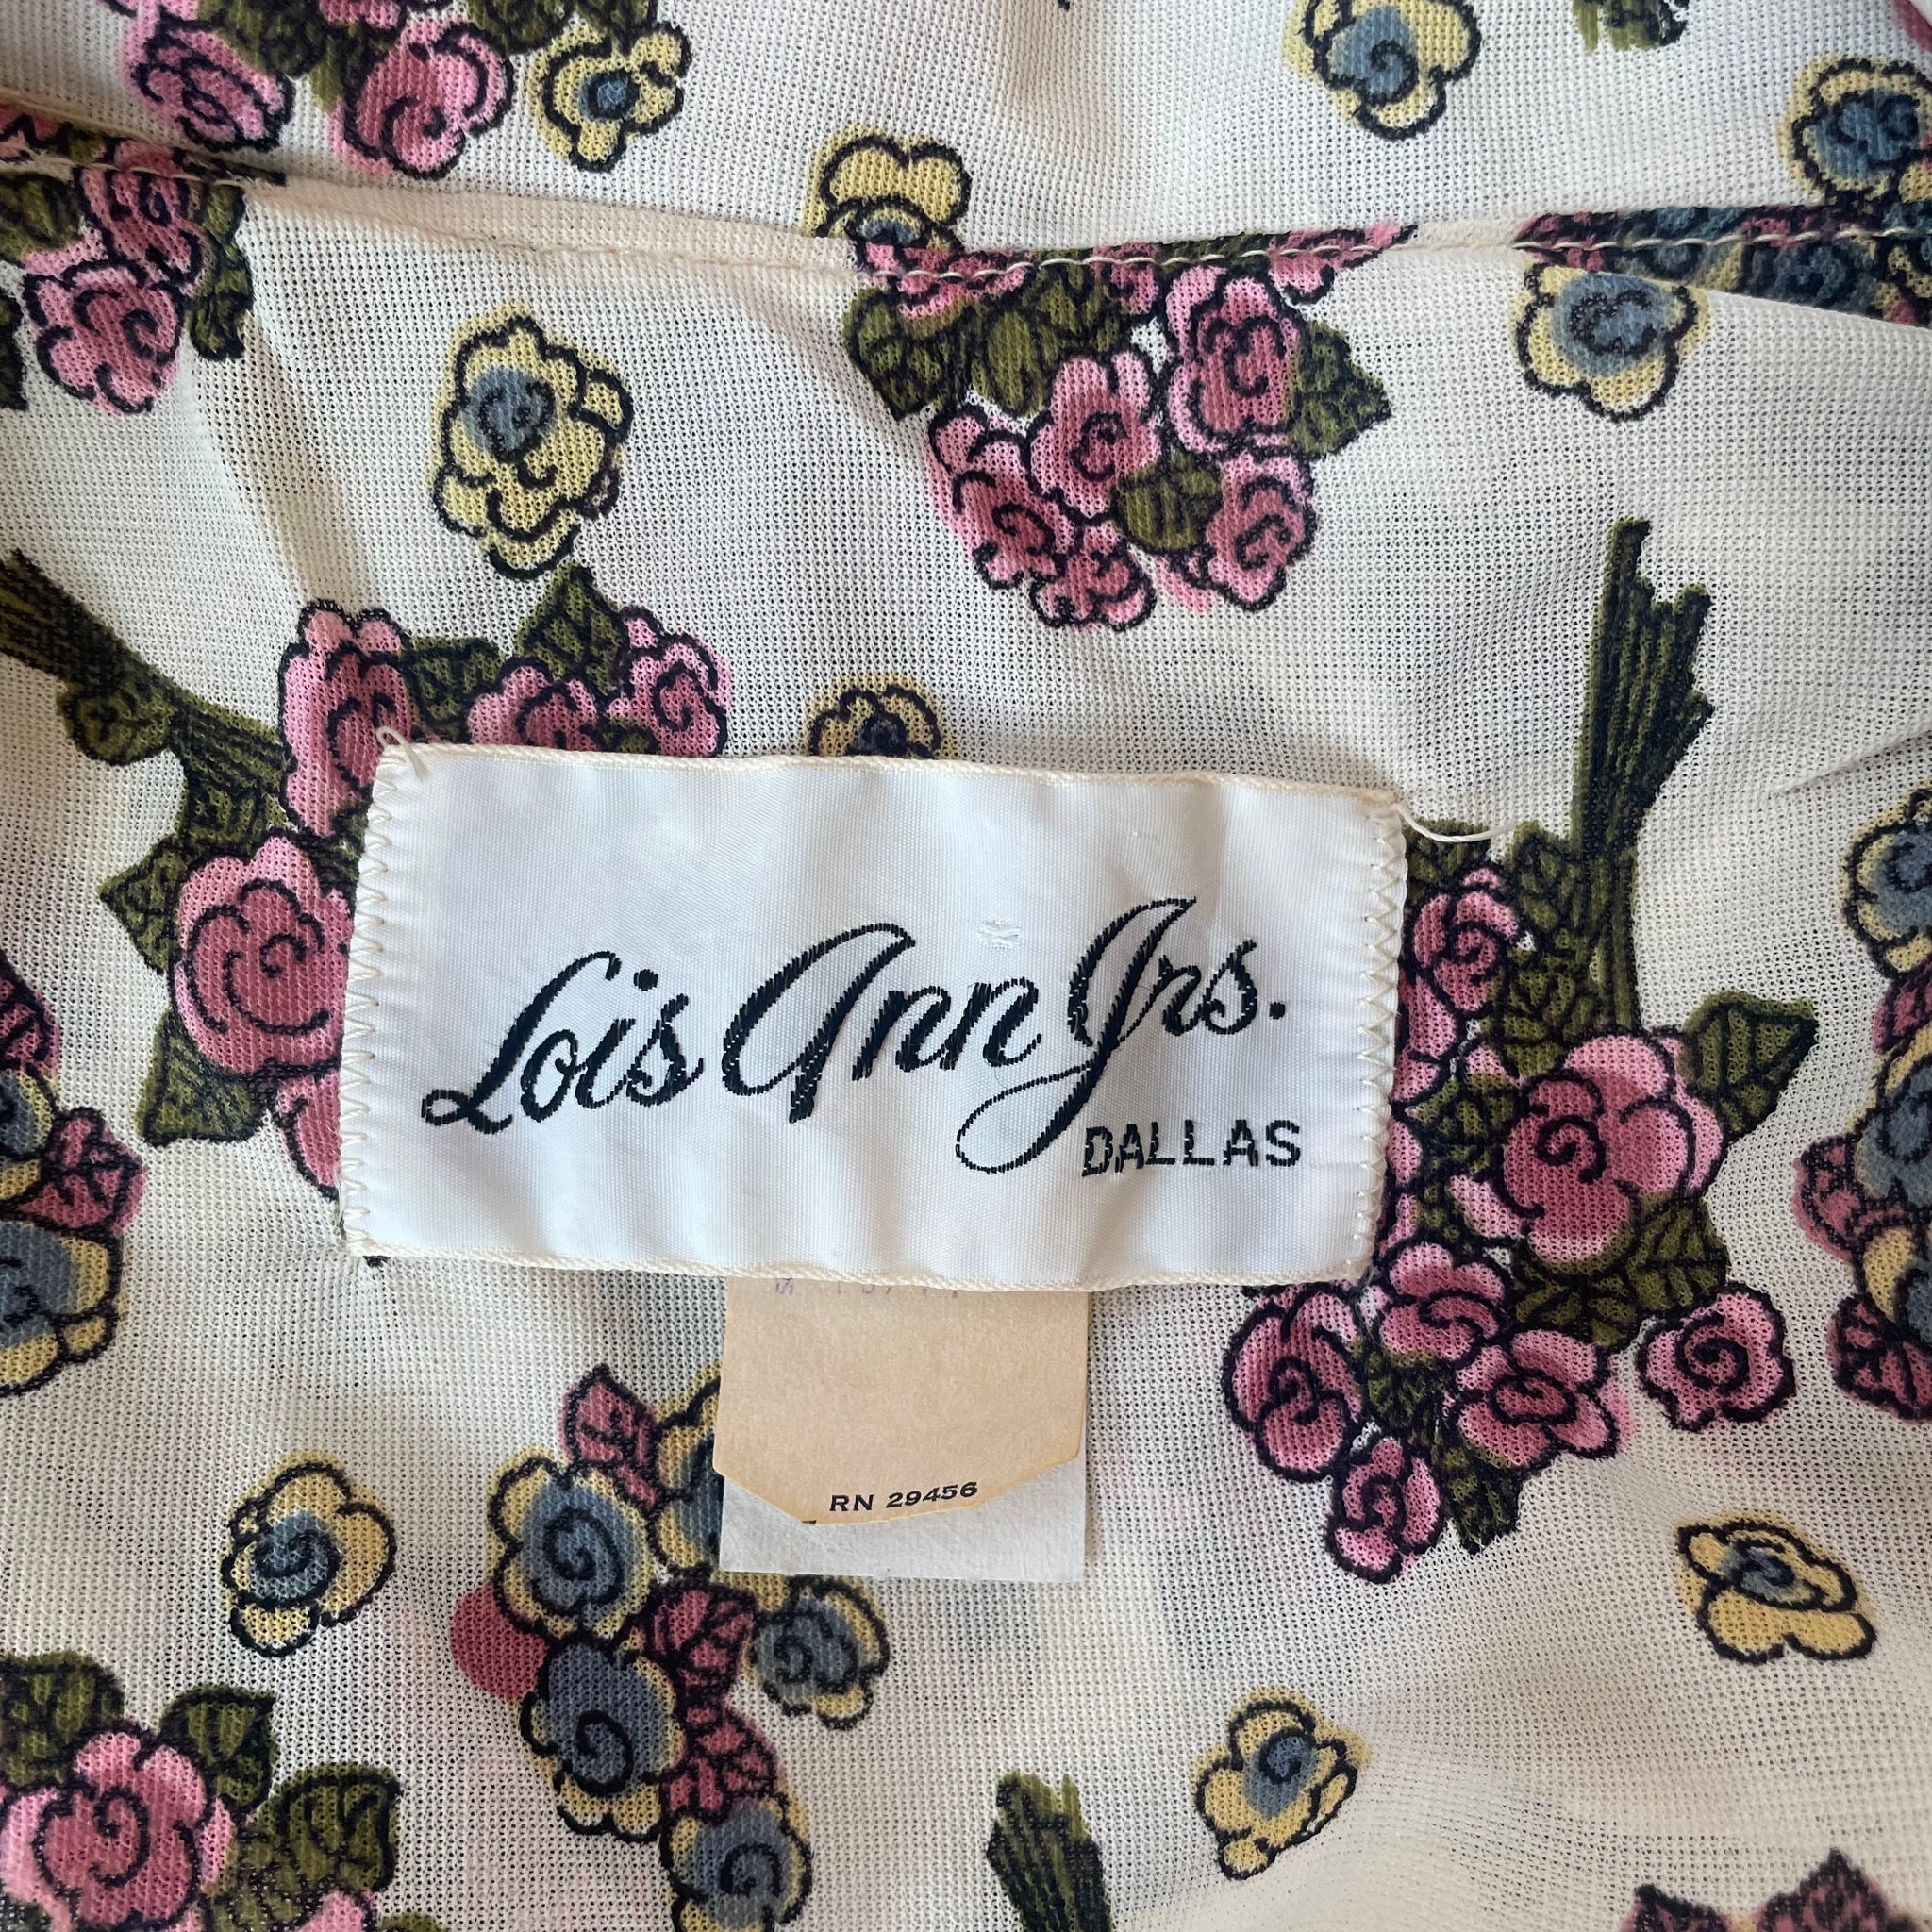 Lois Ann Jrs.
DALLAS
RN 29456